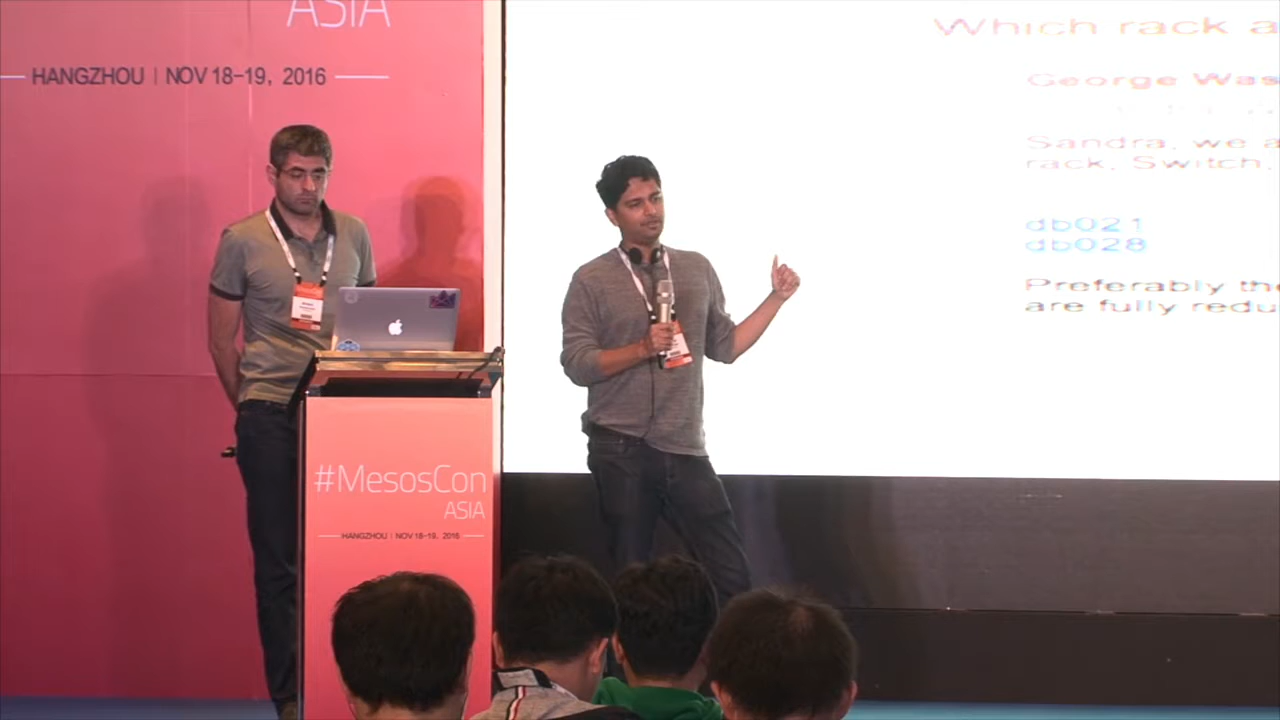 ASIA
HANGZHOU | NOV 18-19, 2016
Which rack a
George Was
Sandra, we a
rack, Switch,
db021
db028
Preferably the
are fully redu
#MesosCon
ASIA
HANGZHOU | NOV 18-19, 2016